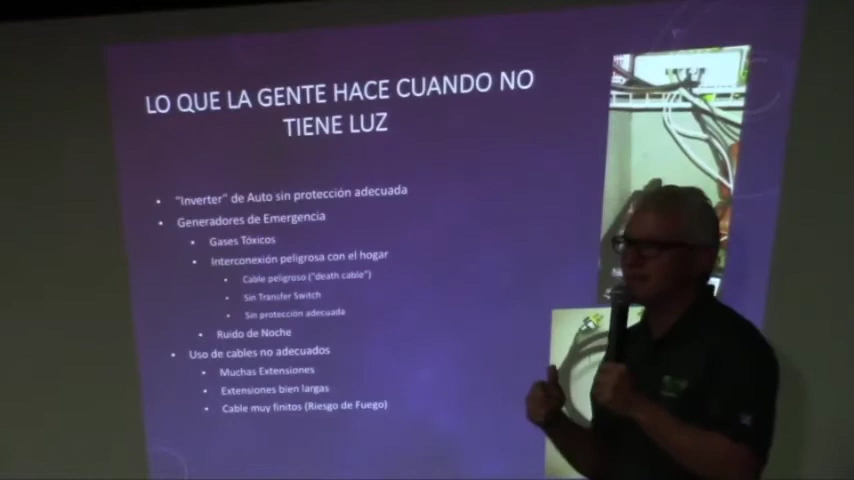 LO QUE LA GENTE HACE CUANDO NO
TIENE LUZ
• "Inverter" de Auto sin protección adecuada
• Generadores de Emergencia
• Gases Tóxicos
• Interconexión peligrosa con el hogar
• Cable peligroso ("death cable")
• Sin Transfer Switch
• Sin protección adecuada
• Ruido de Noche
• Uso de cables no adecuados
• Muchas Extensiones
• Extensiones bien largas
• Cable muy finitos (Riesgo de Fuego)